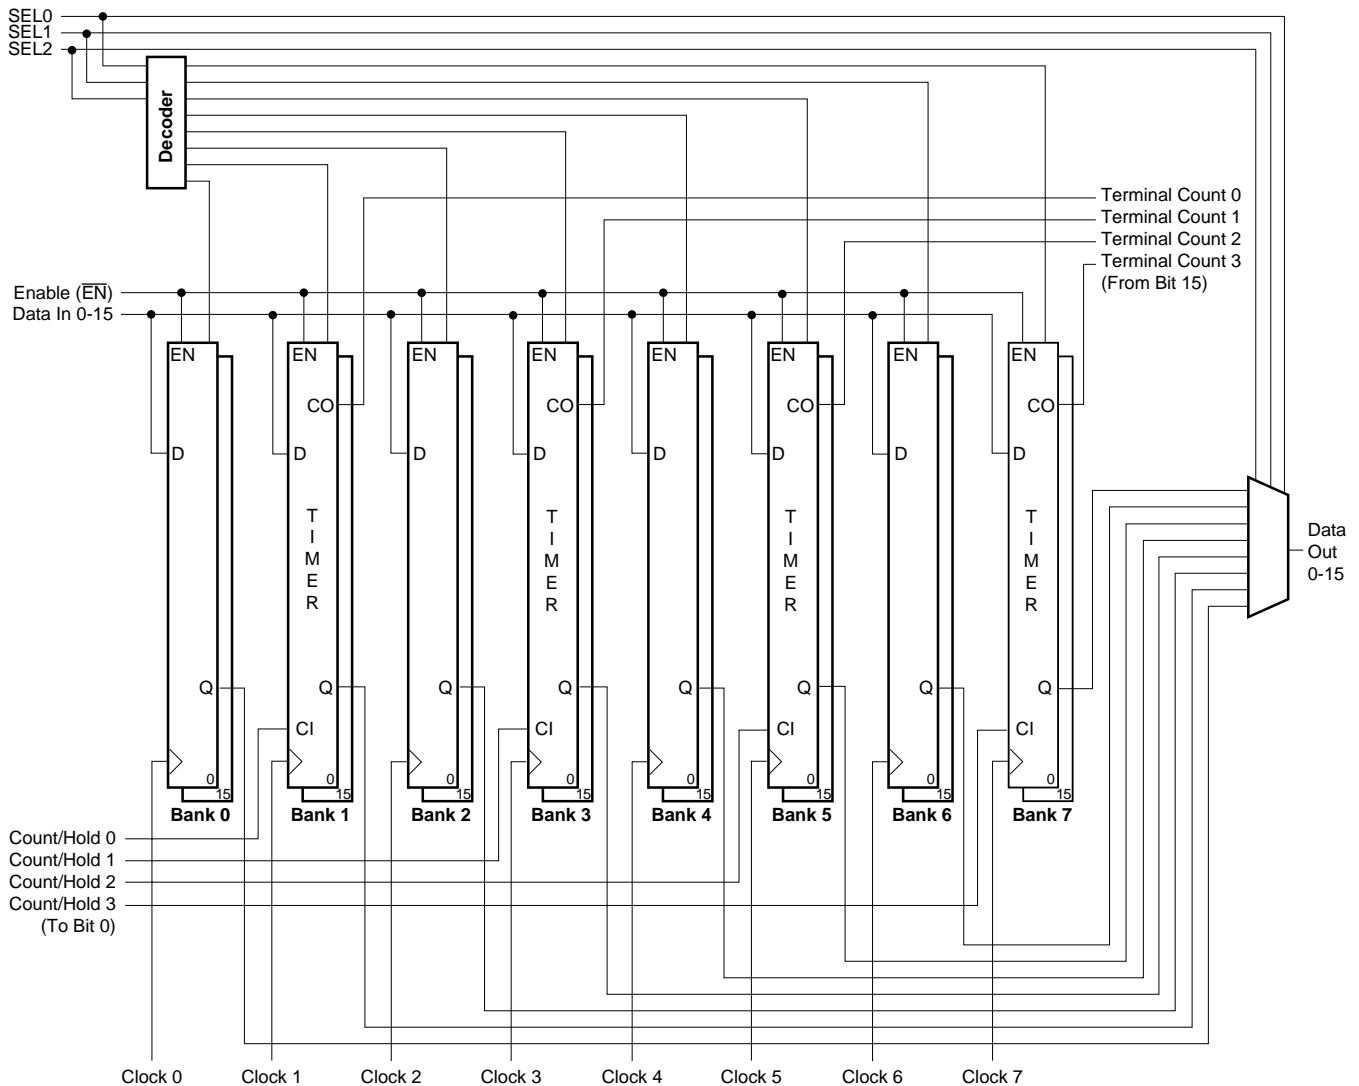 SEL0
SEL1
SEL2
Decoder
Terminal Count 0
Terminal Count 1
Terminal Count 2
Terminal Count 3
(From Bit 15)
Enable (E̅N̅)
Data In 0-15
EN EN EN EN EN EN EN EN
CO CO CO CO
D D D D D D D D
TIMER TIMER TIMER TIMER
Data
Out
0-15
Q Q Q Q Q Q Q Q
CI CI CI CI
0 0 0 0 0 0 0 0
15 15 15 15 15 15 15 15
Bank 0 Bank 1 Bank 2 Bank 3 Bank 4 Bank 5 Bank 6 Bank 7
Count/Hold 0
Count/Hold 1
Count/Hold 2
Count/Hold 3
(To Bit 0)
Clock 0 Clock 1 Clock 2 Clock 3 Clock 4 Clock 5 Clock 6 Clock 7